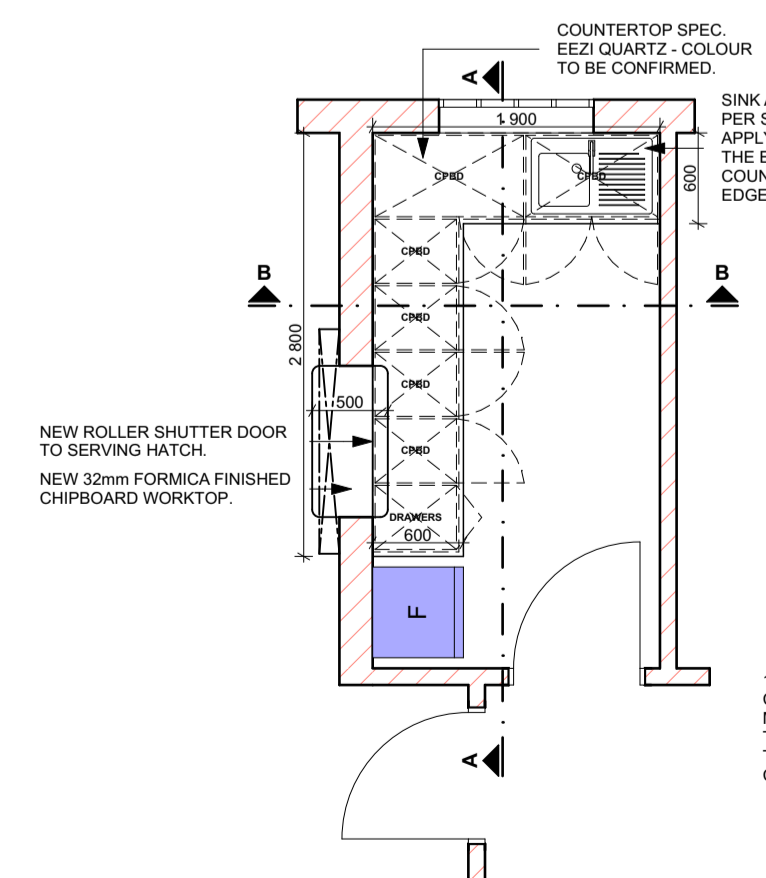 COUNTERTOP SPEC.
EEZI QUARTZ - COLOUR
TO BE CONFIRMED.
A
SINK
PER
APPLY
THE
COUN
EDGE
1 900
600
CPBD
CPBD
CPBD
CPBD
CPBD
CPBD
DRAWERS
600
B
B
2 800
500
NEW ROLLER SHUTTER DOOR
TO SERVING HATCH.
NEW 32mm FORMICA FINISHED
CHIPBOARD WORKTOP.
F
A